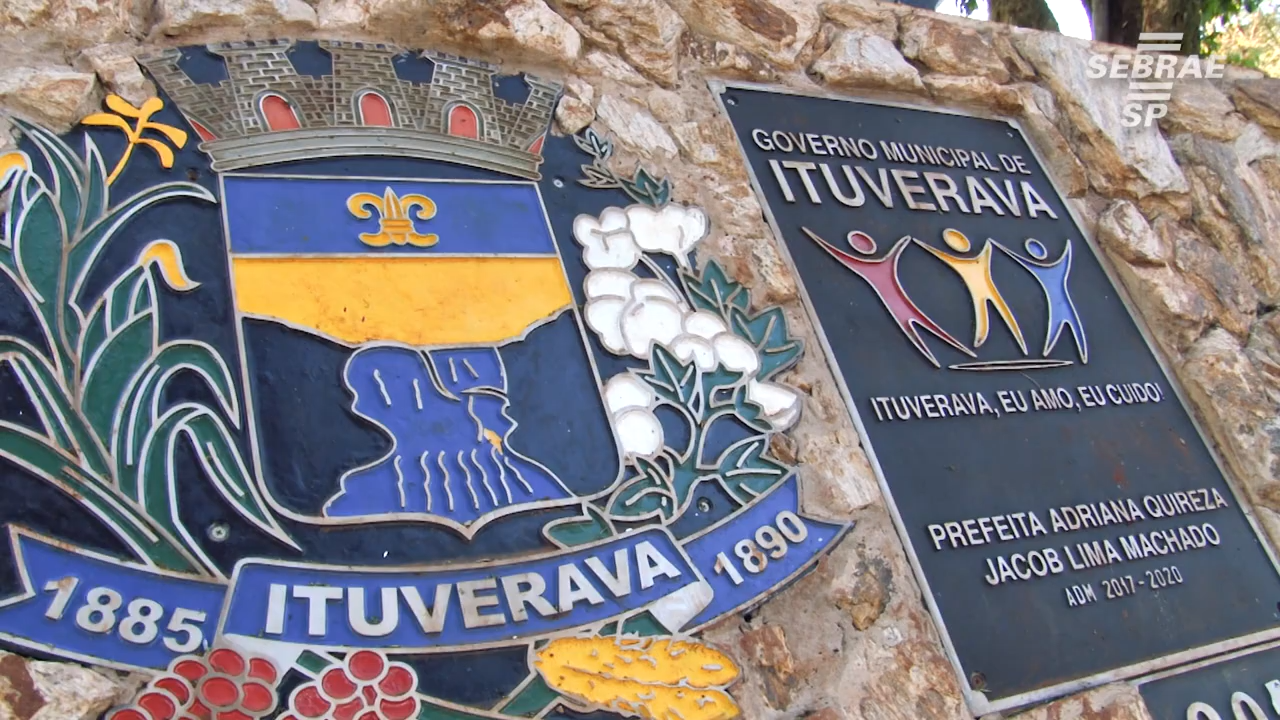 SEBRAE
SP
GOVERNO MUNICIPAL DE
ITUVERAVA
ITUVERAVA, EU AMO, EU CUIDO!
PREFEITA ADRIANA QUIREZA
JACOB LIMA MACHADO
ADM 2017-2020
1885
ITUVERAVA
1890